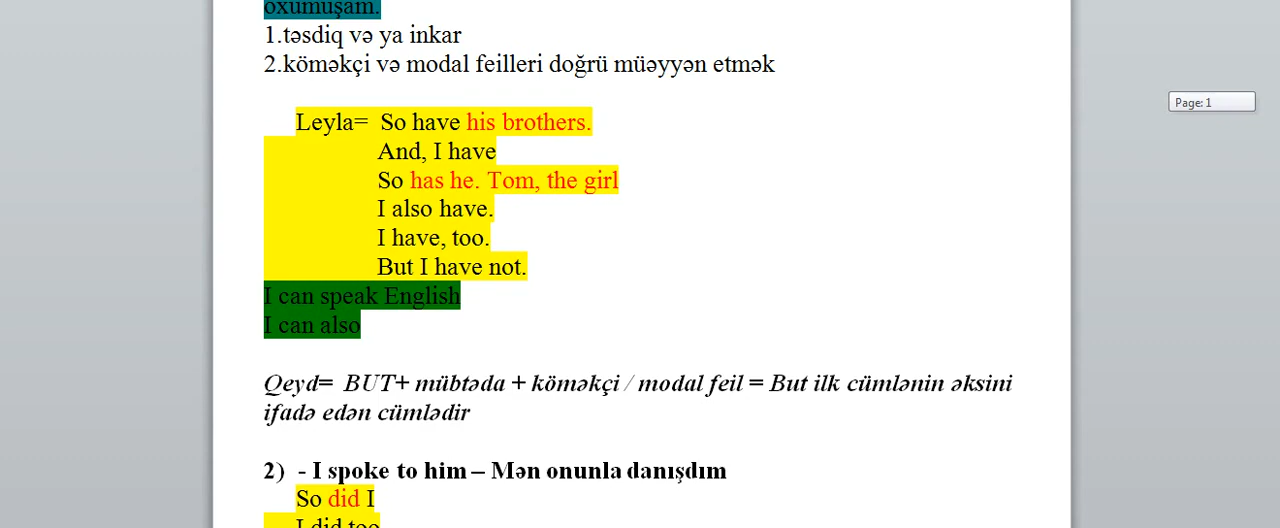 oxumuşam.
1.təsdiq və ya inkar
2.köməkçi və modal feilleri doğrü müəyyən etmək
Page: 1
Leyla= So have his brothers.
And, I have
So has he. Tom, the girl
I also have.
I have, too.
But I have not.
I can speak English
I can also
Qeyd= BUT+ mübtəda + köməkçi / modal feil = But ilk cümlənin əksini
ifadə edən cümlədir
2) - I spoke to him – Mən onunla danışdım
So did I
I did too